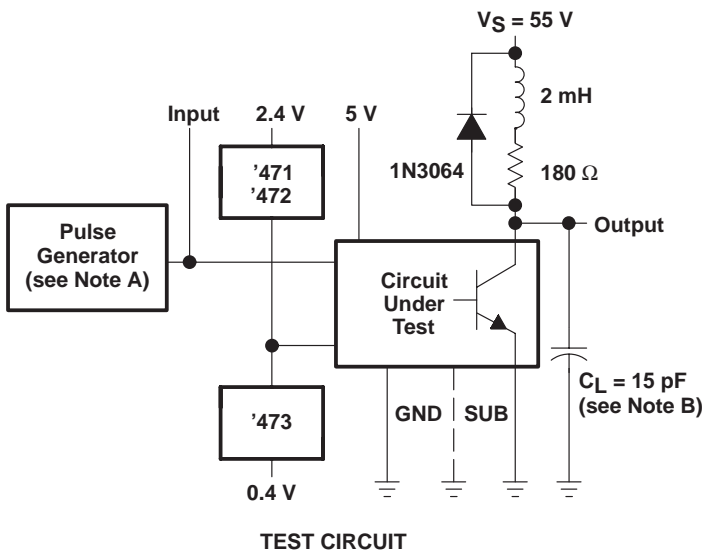 VS = 55 V
2 mH
Input
2.4 V
5 V
1N3064
180 Ω
'471
'472
Pulse
Generator
(see Note A)
Output
Circuit
Under
Test
CL = 15 pF
(see Note B)
'473
GND
SUB
0.4 V
TEST CIRCUIT